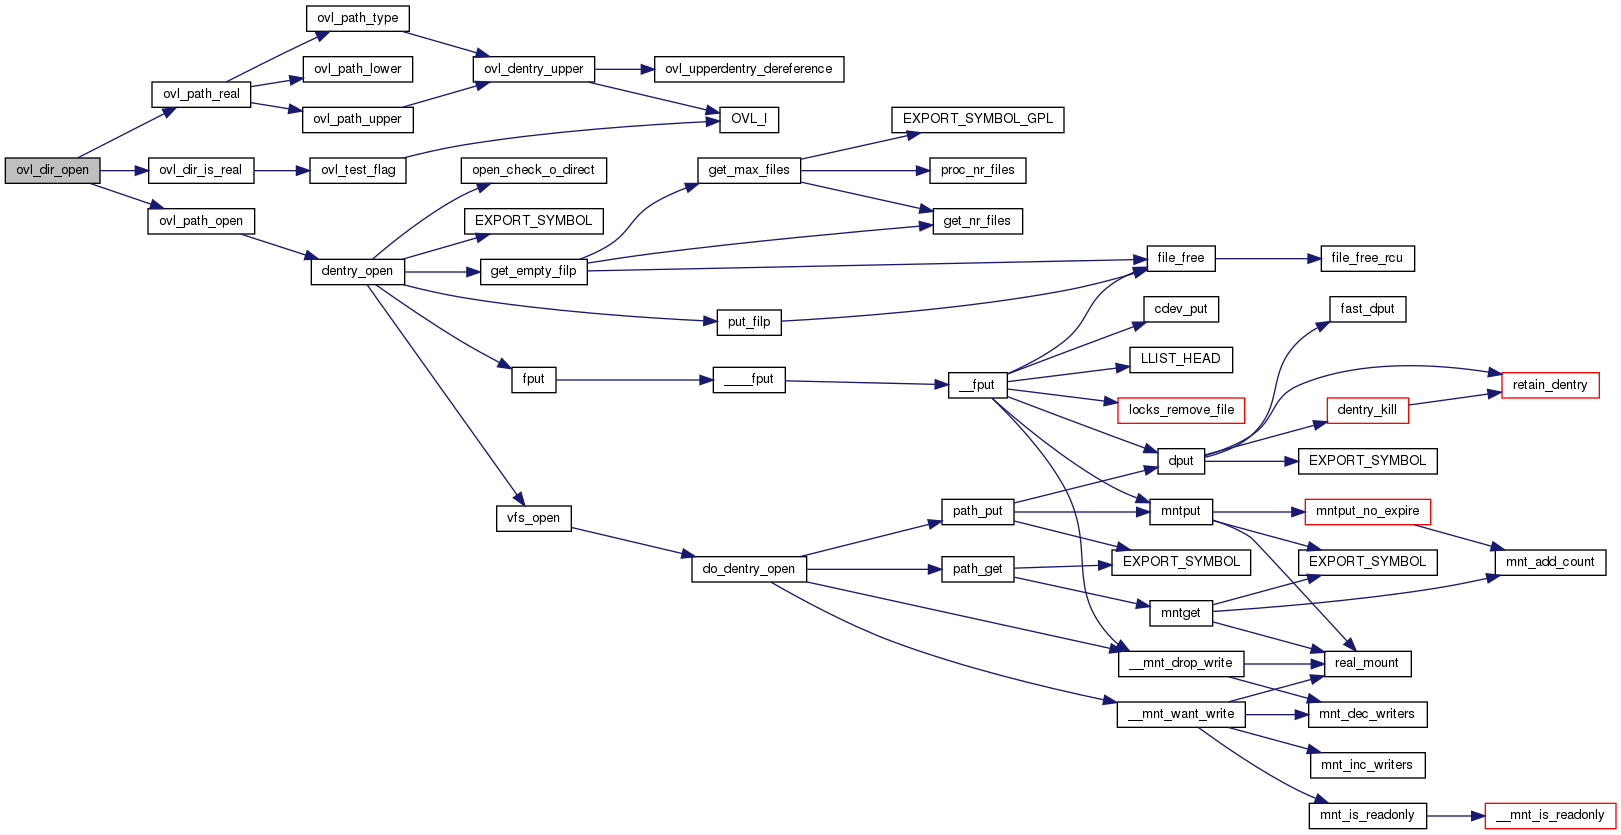 ovl_path_type
ovl_path_lower
ovl_dentry_upper
ovl_upperdentry_dereference
ovl_path_real
ovl_path_upper
OVL_I
EXPORT_SYMBOL_GPL
ovl_dir_open
ovl_dir_is_real
ovl_test_flag
open_check_o_direct
get_max_files
proc_nr_files
ovl_path_open
EXPORT_SYMBOL
get_nr_files
dentry_open
get_empty_filp
file_free
file_free_rcu
put_filp
cdev_put
fast_dput
LLIST_HEAD
fput
____fput
__fput
retain_dentry
locks_remove_file
dentry_kill
dput
EXPORT_SYMBOL
vfs_open
path_put
mntput
mntput_no_expire
do_dentry_open
path_get
EXPORT_SYMBOL
EXPORT_SYMBOL
mnt_add_count
mntget
__mnt_drop_write
real_mount
__mnt_want_write
mnt_dec_writers
mnt_inc_writers
mnt_is_readonly
__mnt_is_readonly